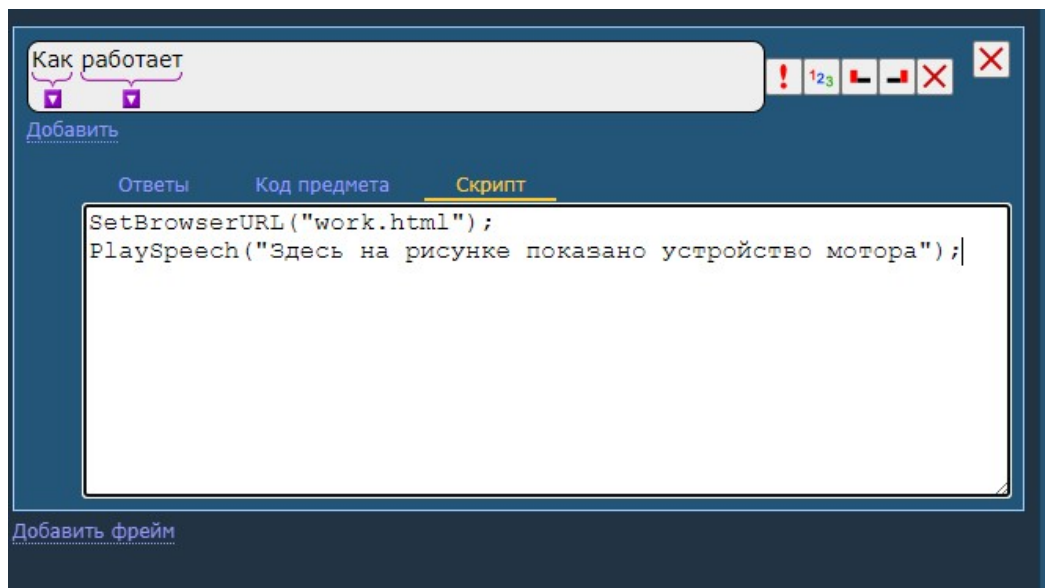 Как работает
! 123
Добавить
Ответы Код предмета Скрипт
SetBrowserURL("work.html");
PlaySpeech("Здесь на рисунке показано устройство мотора");
Добавить фрейм